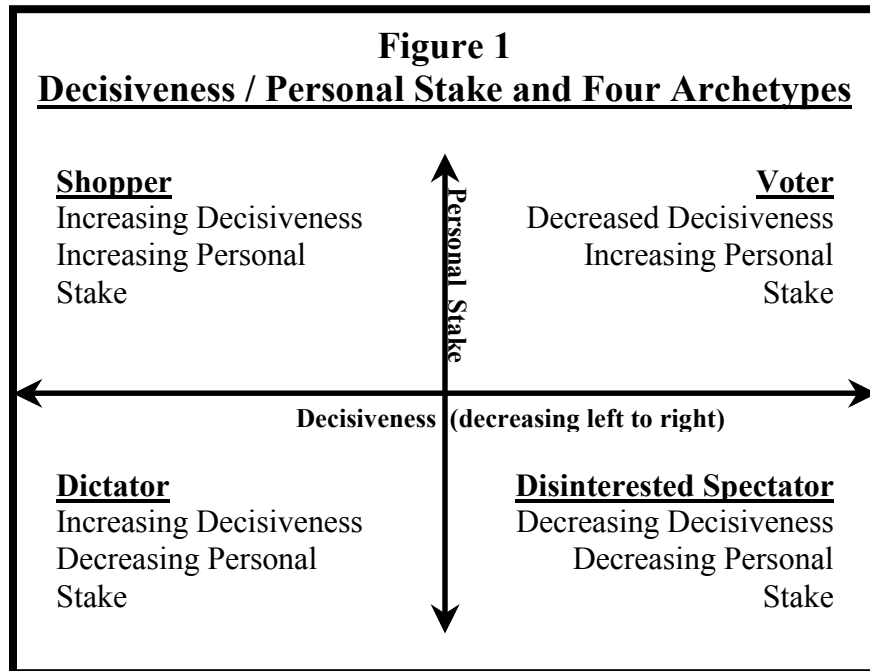 Figure 1
Decisiveness / Personal Stake and Four Archetypes
Shopper
Increasing Decisiveness
Increasing Personal
Stake
Voter
Decreased Decisiveness
Increasing Personal
Stake
Personal Stake
Decisiveness (decreasing left to right)
Dictator
Increasing Decisiveness
Decreasing Personal
Stake
Disinterested Spectator
Decreasing Decisiveness
Decreasing Personal
Stake